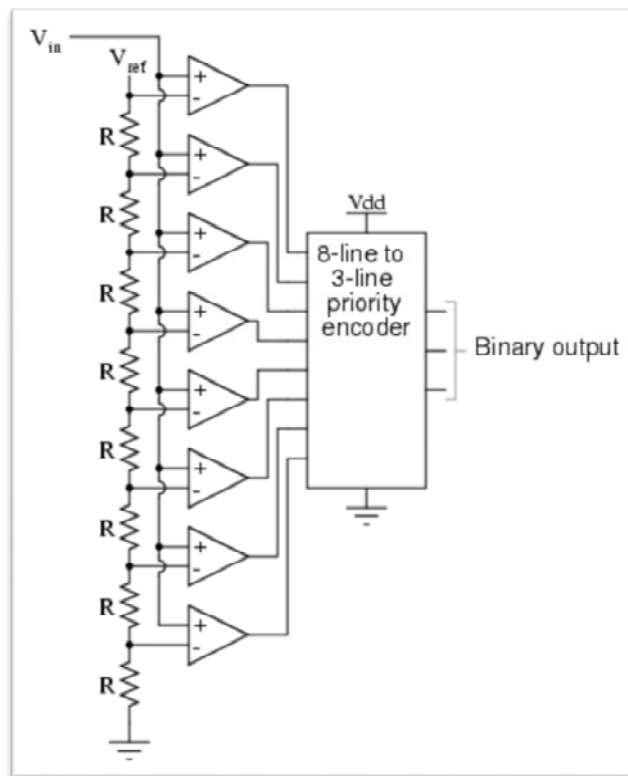 V in
V ref
+
-
R
+
-
R
+
-
R
+
-
R
+
-
R
+
-
R
+
-
R
+
-
R
Vdd
8-line to
3-line
priority
encoder
Binary output